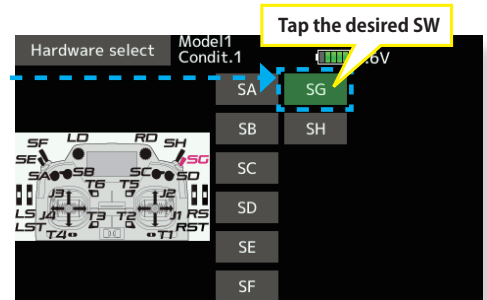 Tap the desired SW
Hardware select
Model1
Condit.1
6V
SA
SG
SB
SH
SC
SD
SE
SF
SF LD RD SH
SE SG
SA SB SC SD
T6 T5
J3 J2
LS J4 T3 T2 J1 RS
LST T4 T1 RST